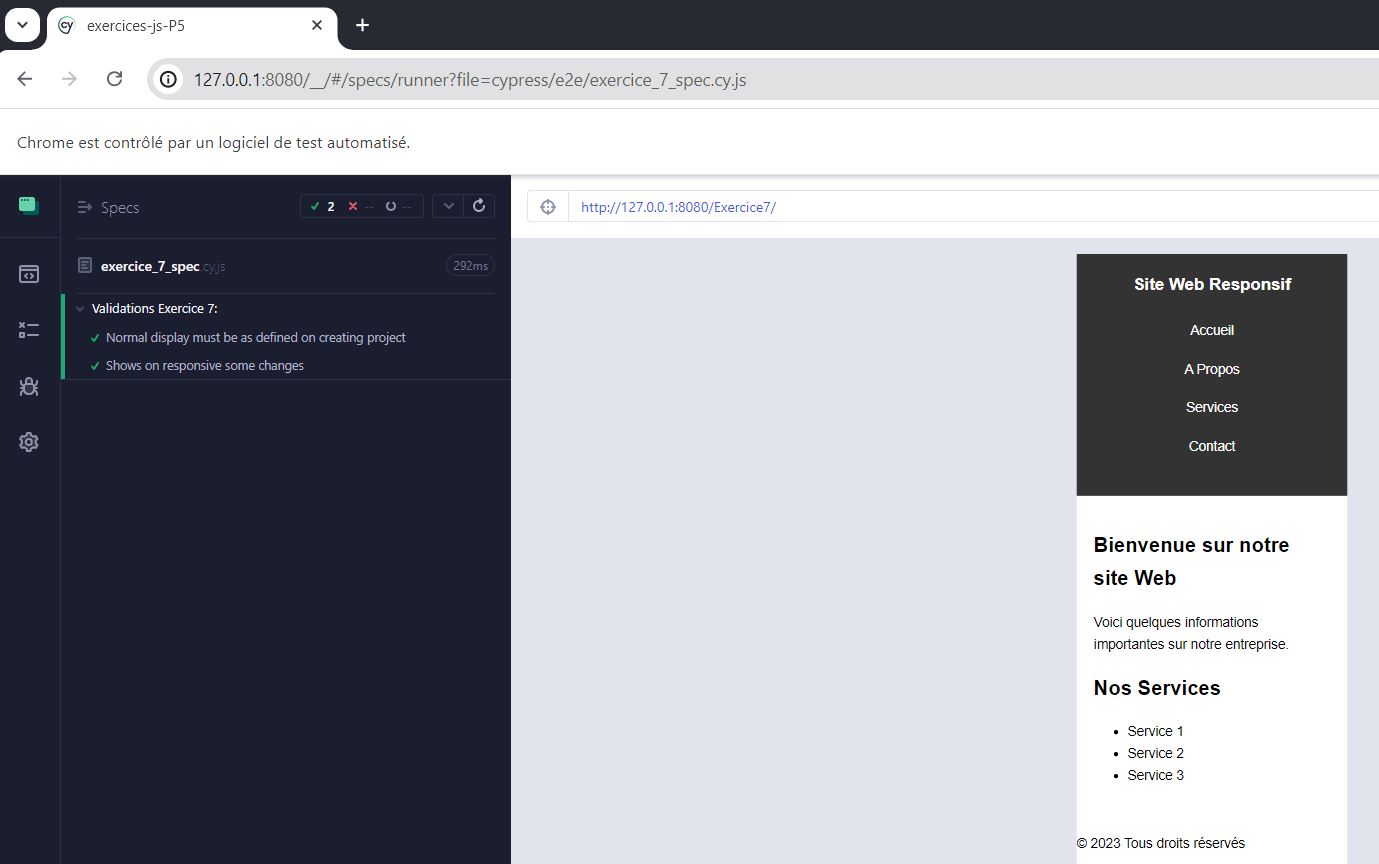 cy exercices-js-P5
127.0.0.1:8080/__/#/specs/runner?file=cypress/e2e/exercice_7_spec.cy.js
Chrome est contrôlé par un logiciel de test automatisé.
Specs
2 -- --
exercice_7_spec.cy.js
292ms
Validations Exercice 7:
Normal display must be as defined on creating project
Shows on responsive some changes
http://127.0.0.1:8080/Exercice7/
Site Web Responsif
Accueil
A Propos
Services
Contact
Bienvenue sur notre
site Web
Voici quelques informations
importantes sur notre entreprise.
Nos Services
Service 1
Service 2
Service 3
© 2023 Tous droits réservés